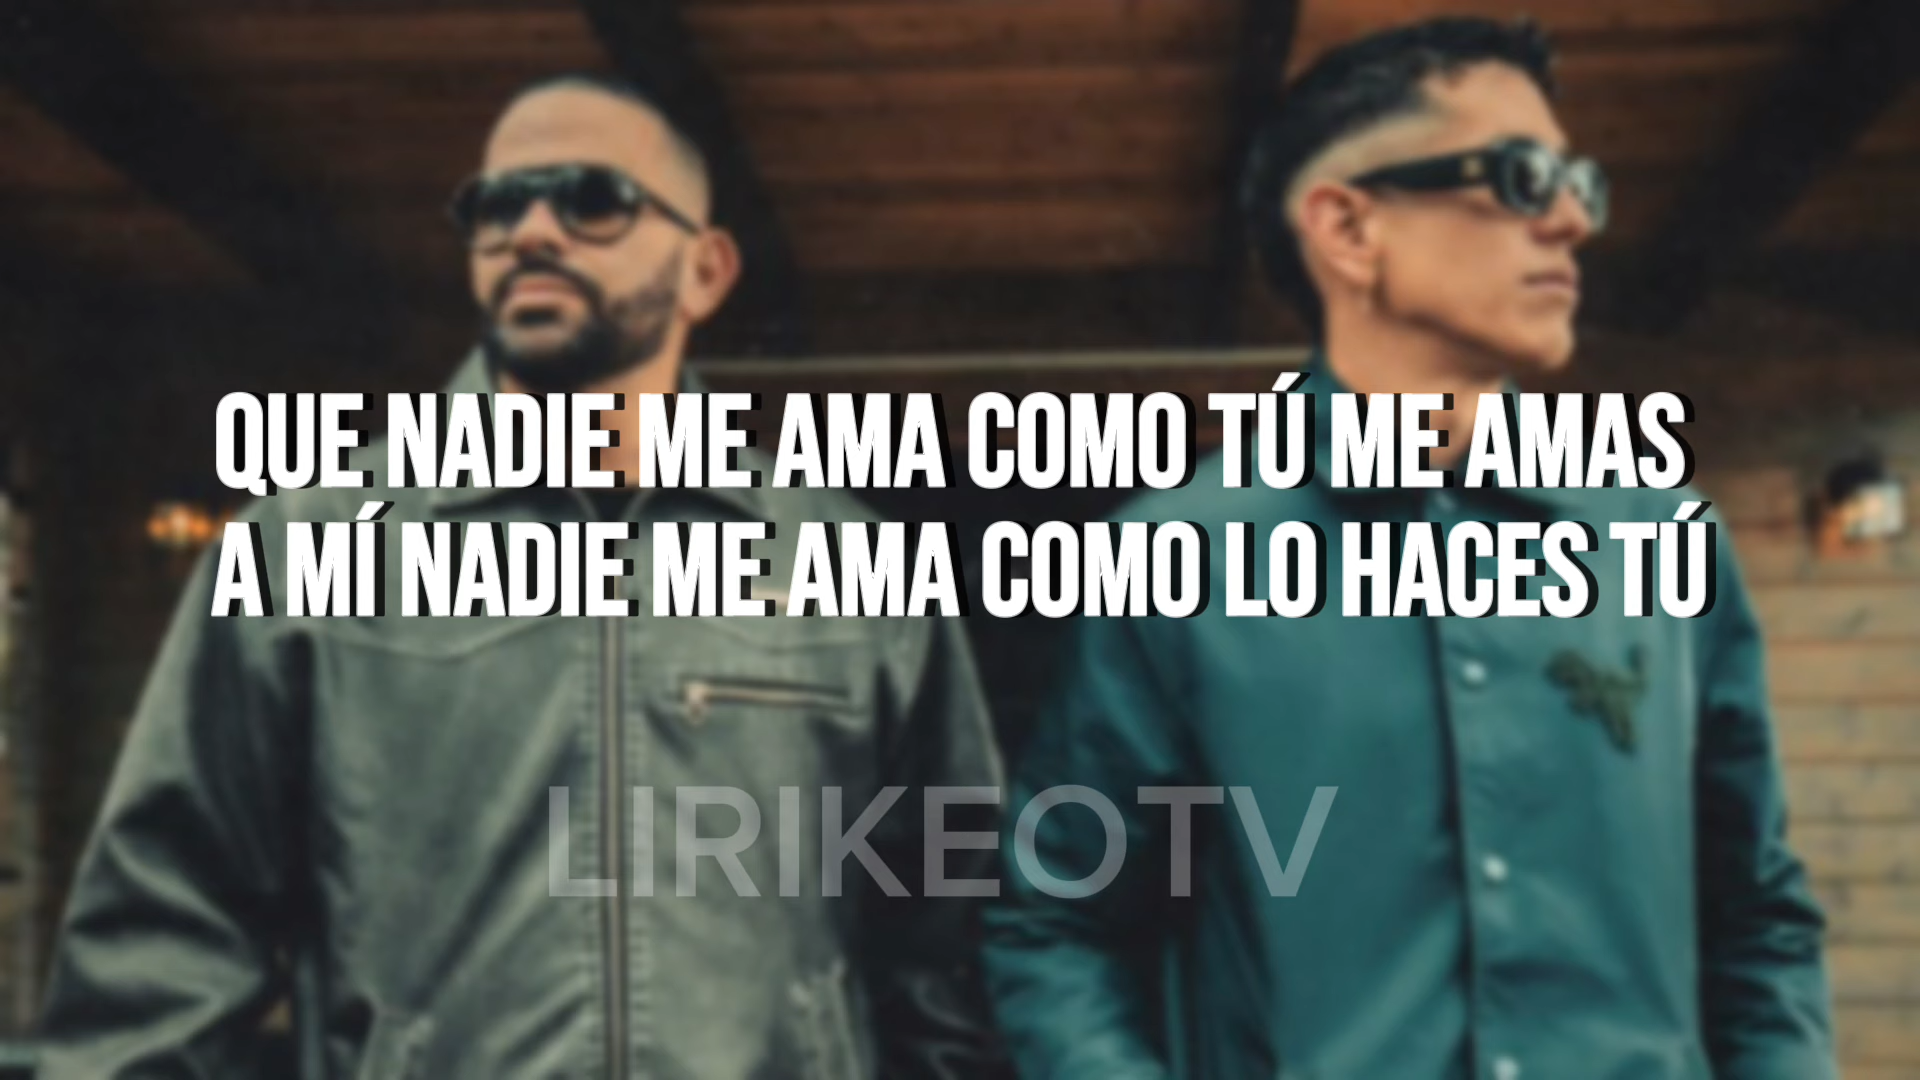 QUE NADIE ME AMA COMO TÚ ME AMAS
A MÍ NADIE ME AMA COMO LO HACES TÚ
LIRIKEOTV